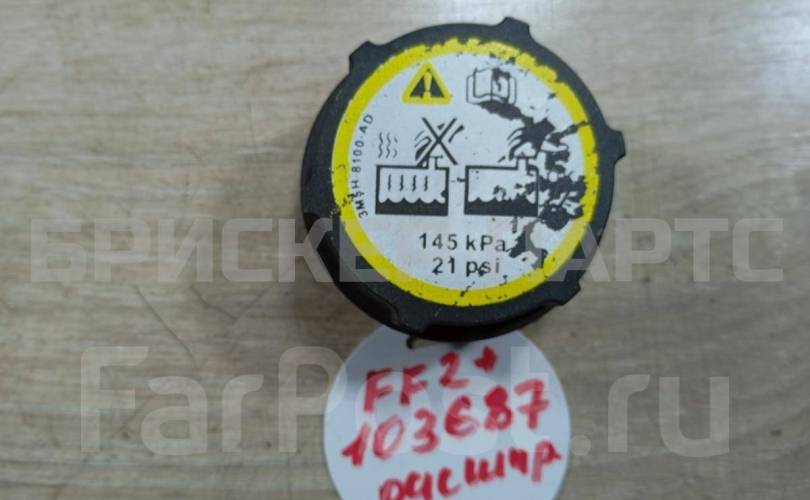 3M5H 8100-AD
145 kPa
21 psi
БРИСКЕТ ПАРТС
FarPost.ru
FF2+
103687
расшир